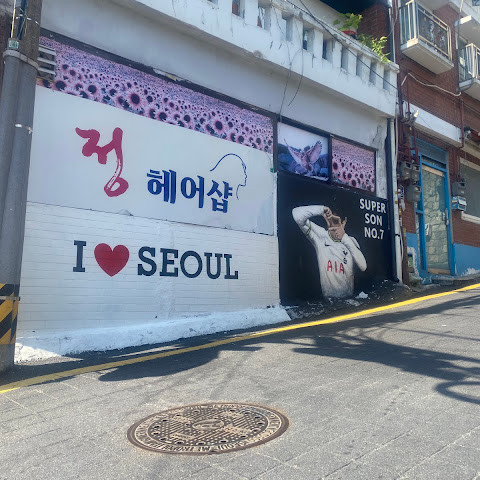 정
헤어샵
I ♥ SEOUL
SUPER
SON
NO.7
AIA